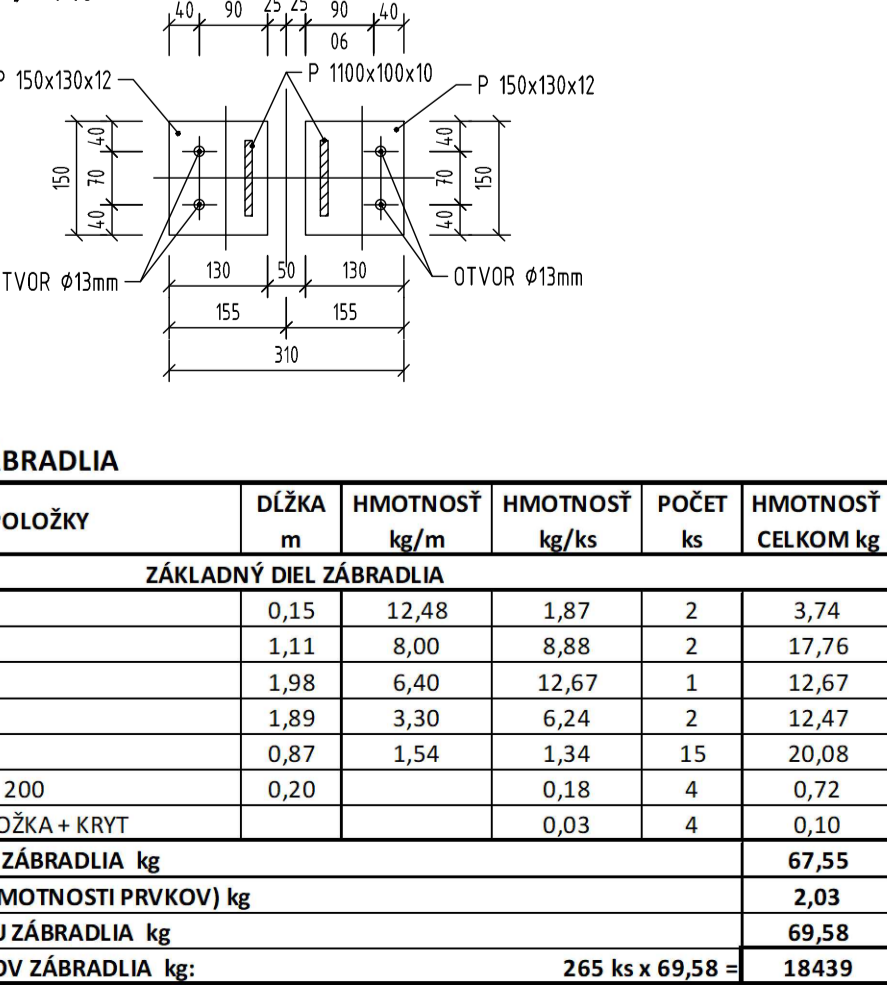 40 90 25 25 90 40
06
P 150x130x12
P 1100x100x10
P 150x130x12
150 40 70 40
40 70 40 150
TVOR ϕ13mm
OTVOR ϕ13mm
130 50 130
155 155
310
ÁBRADLIA
POLOŽKY DĹŽKA m HMOTNOSŤ kg/m HMOTNOSŤ kg/ks POČET ks HMOTNOSŤ CELKOM kg
ZÁKLADNÝ DIEL ZÁBRADLIA
0,15 12,48 1,87 2 3,74
1,11 8,00 8,88 2 17,76
1,98 6,40 12,67 1 12,67
1,89 3,30 6,24 2 12,47
0,87 1,54 1,34 15 20,08
200 0,20 0,18 4 0,72
OŽKA + KRYT 0,03 4 0,10
ZÁBRADLIA kg 67,55
MOTNOSTI PRVKOV) kg 2,03
U ZÁBRADLIA kg 69,58
OV ZÁBRADLIA kg: 265 ks x 69,58 = 18439